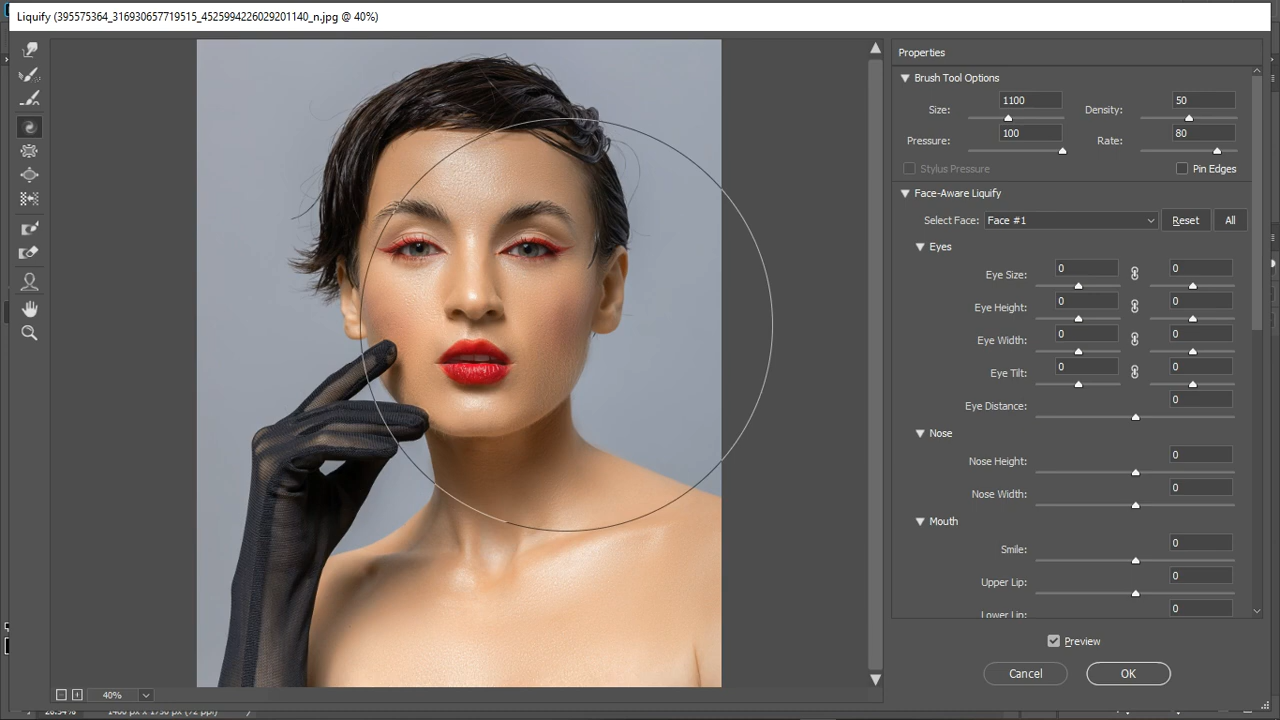 Liquify (395575364_316930657719515_4525994226029201140_n.jpg @ 40%)
Properties
Brush Tool Options
Size: 1100 Density: 50
Pressure: 100 Rate: 80
Stylus Pressure Pin Edges
Face-Aware Liquify
Select Face: Face #1 Reset All
Eyes
Eye Size: 0 0
Eye Height: 0 0
Eye Width: 0 0
Eye Tilt: 0 0
Eye Distance: 0
Nose
Nose Height: 0
Nose Width: 0
Mouth
Smile: 0
Upper Lip: 0
Lower Lip: 0
Preview
Cancel OK
40%